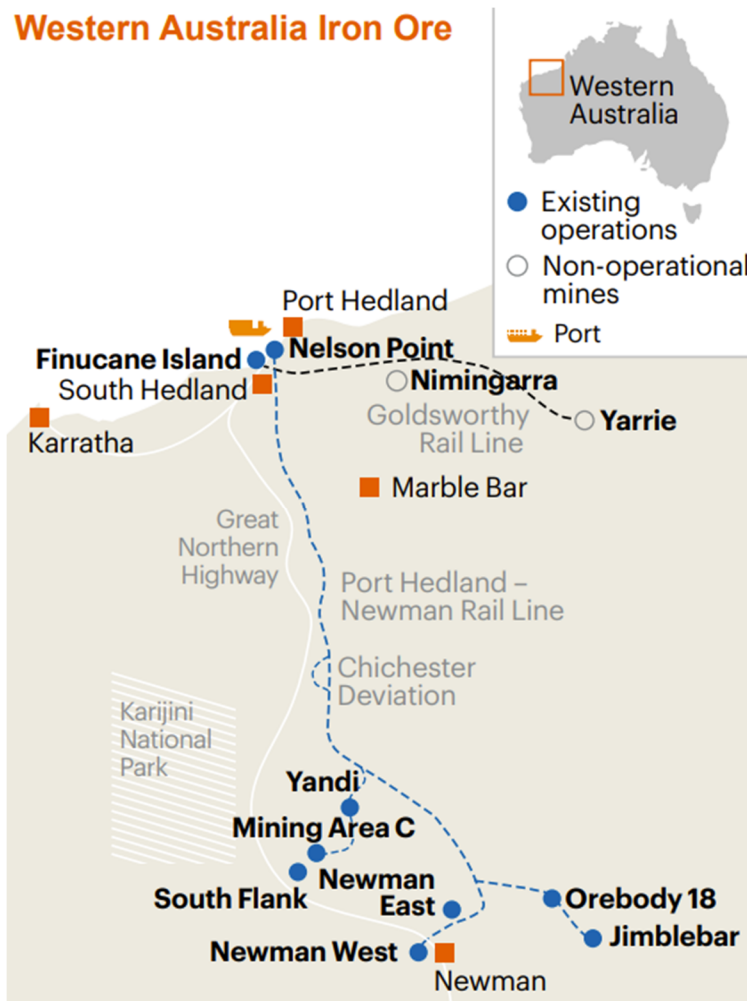 Western Australia Iron Ore
Western
Australia
Existing
operations
Non-operational
mines
Port
Port Hedland
Nelson Point
Finucane Island
South Hedland
Karratha
Nimingarra
Goldsworthy
Rail Line
Yarrie
Marble Bar
Great
Northern
Highway
Port Hedland –
Newman Rail Line
Chichester
Deviation
Karijini
National
Park
Yandi
Mining Area C
South Flank
Newman
East
Orebody 18
Jimblebar
Newman West
Newman